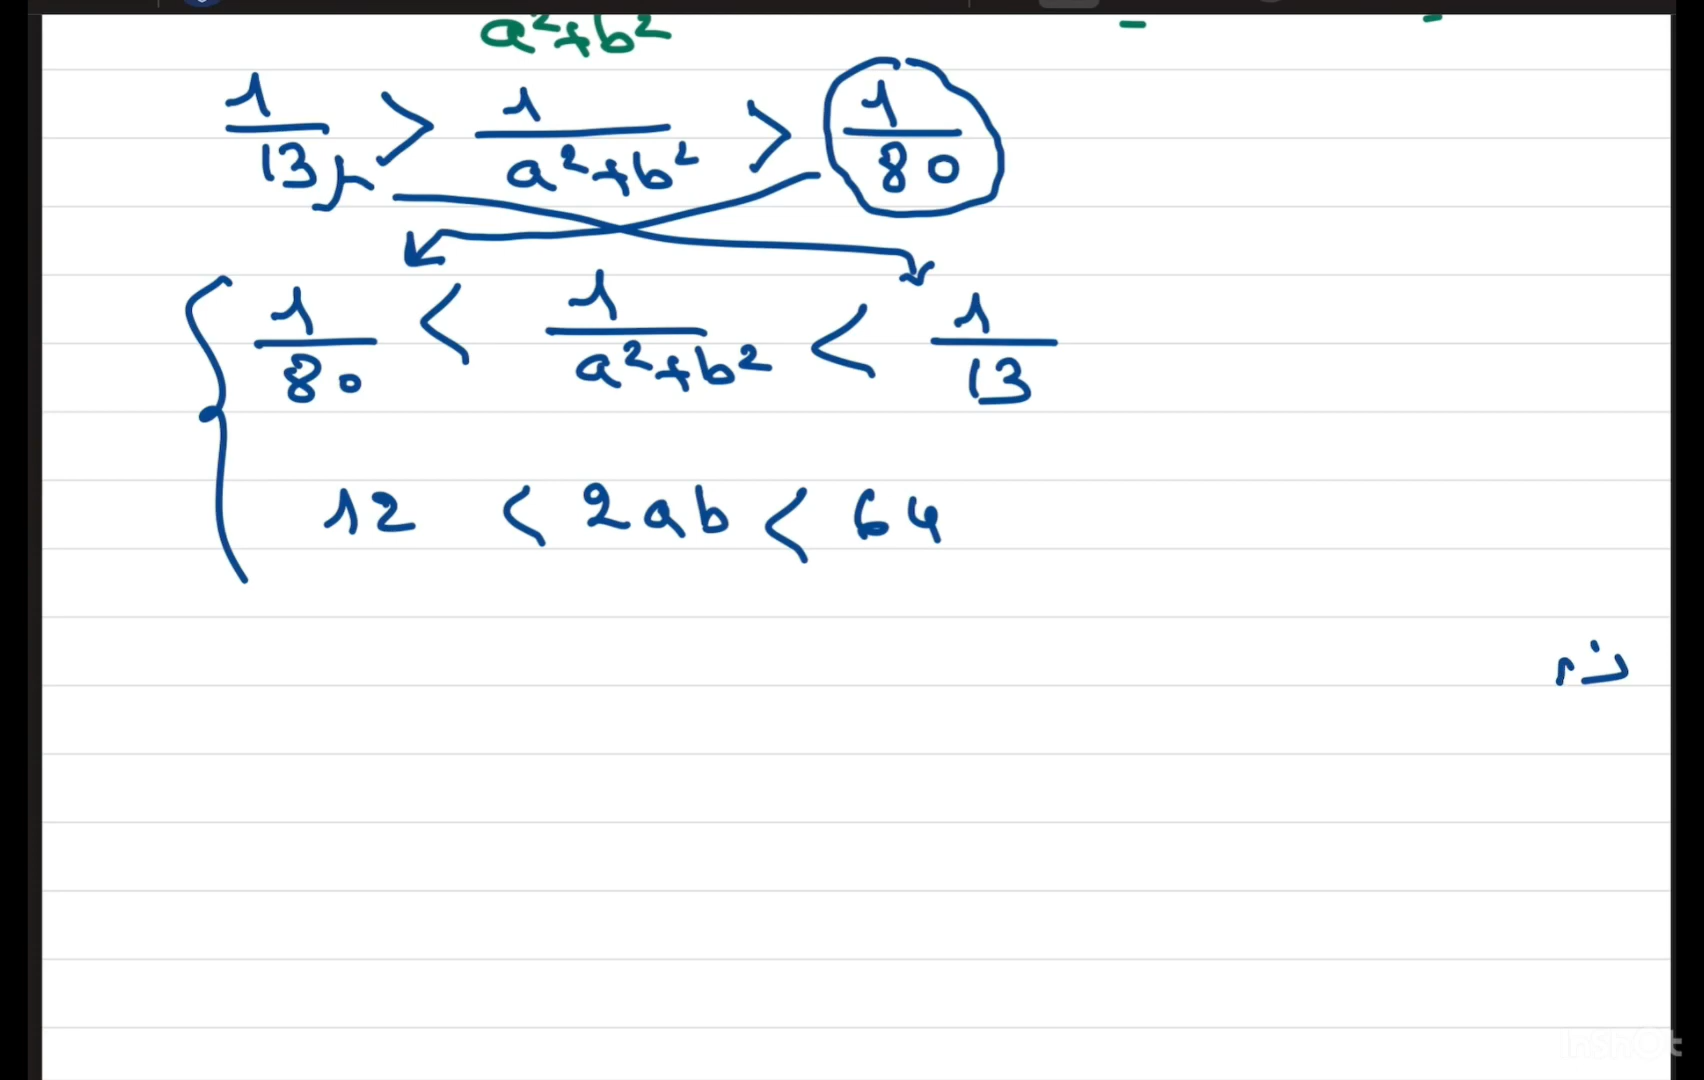 a²+b²
1/13 > 1/(a²+b²) > 1/80
1/80 < 1/(a²+b²) < 1/13
12 < 2ab < 64
InShOt